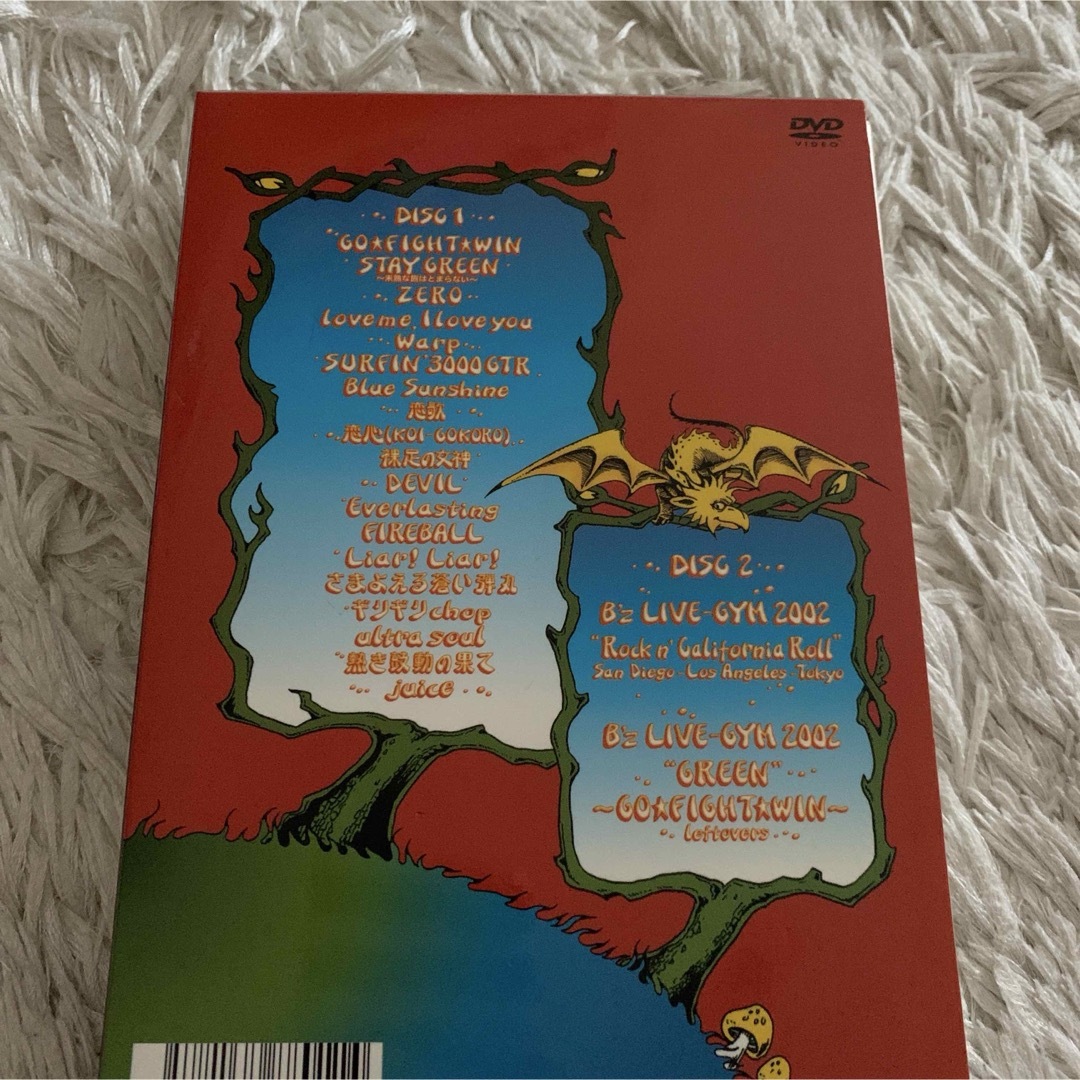 DVD
VIDEO
DISC 1
GO★FIGHT★WIN
STAY GREEN
～未熟な旅はとまらない～
ZERO
love me, I love you
Warp
SURFIN' 3000GTR
Blue Sunshine
恋心(KOI-GOKORO)
裸足の女神
DEVIL
Everlasting
FIREBALL
Liar! Liar!
さまよえる蒼い弾丸
ギリギリchop
ultra soul
熱き鼓動の果て
juice
DISC 2
B'z LIVE-GYM 2002
"Rock n' California Roll"
San Diego・Los Angeles・Tokyo
B'z LIVE-GYM 2002
"GREEN"
～GO★FIGHT★WIN～
leftovers